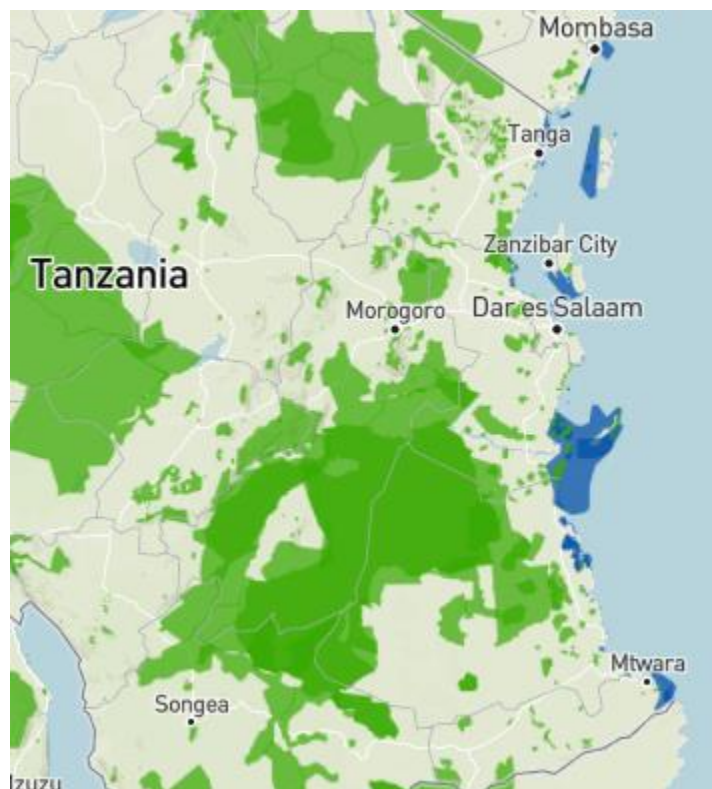 Mombasa
Tanga
Zanzibar City
Tanzania
Morogoro
Dar es Salaam
Mtwara
Songea